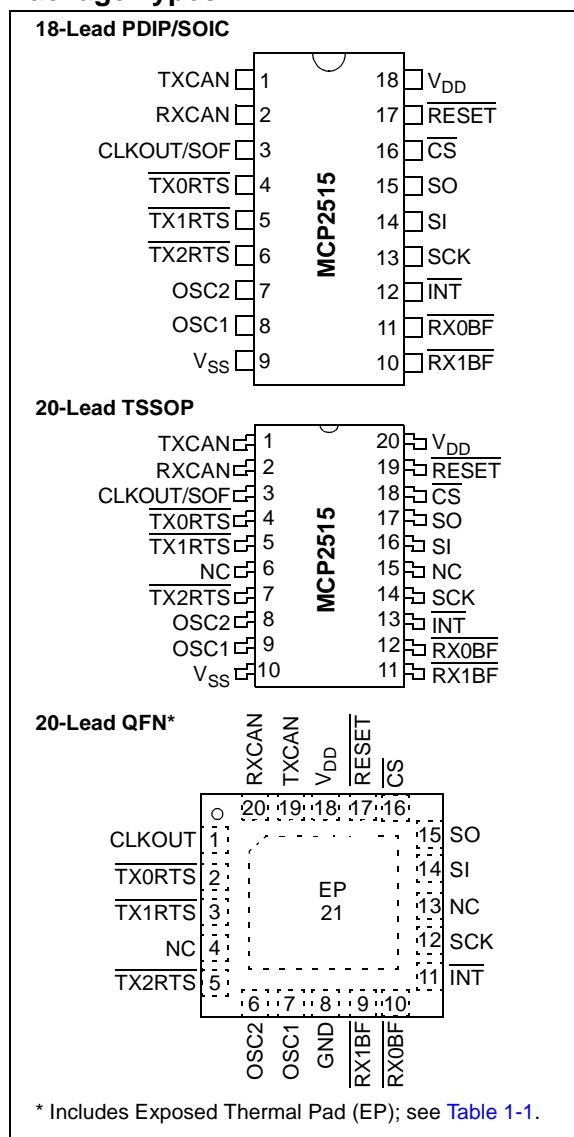 18-Lead PDIP/SOIC
TXCAN 1 18 VDD
RXCAN 2 17 RESET
CLKOUT/SOF 3 16 CS
TX0RTS 4 15 SO
TX1RTS 5 14 SI
TX2RTS 6 13 SCK
OSC2 7 12 INT
OSC1 8 11 RX0BF
VSS 9 10 RX1BF
MCP2515
20-Lead TSSOP
TXCAN 1 20 VDD
RXCAN 2 19 RESET
CLKOUT/SOF 3 18 CS
TX0RTS 4 17 SO
TX1RTS 5 16 SI
NC 6 15 NC
TX2RTS 7 14 SCK
OSC2 8 13 INT
OSC1 9 12 RX0BF
VSS 10 11 RX1BF
MCP2515
20-Lead QFN*
RXCAN TXCAN VDD RESET CS
20 19 18 17 16
CLKOUT 1 15 SO
TX0RTS 2 14 SI
TX1RTS 3 13 NC
NC 4 12 SCK
TX2RTS 5 11 INT
EP
21
6 7 8 9 10
OSC2 OSC1 GND RX1BF RX0BF
* Includes Exposed Thermal Pad (EP); see Table 1-1.